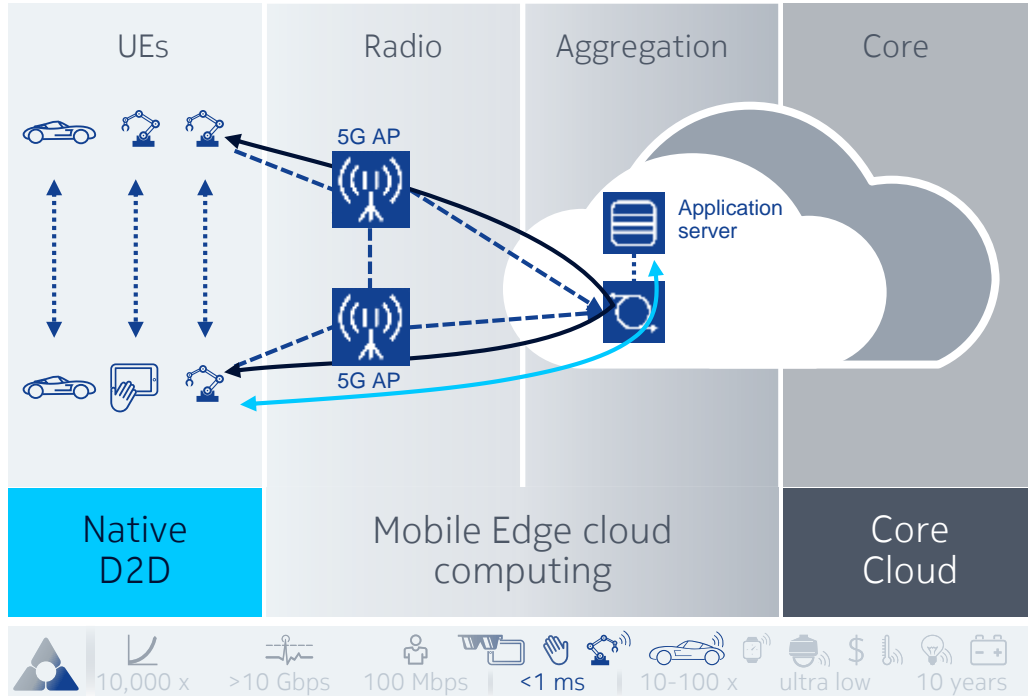 UEs
Radio
Aggregation
Core
5G AP
Application
server
5G AP
Native
D2D
Mobile Edge cloud
computing
Core
Cloud
$
10,000 x
>10 Gbps
100 Mbps
<1 ms
10-100 x
ultra low
10 years